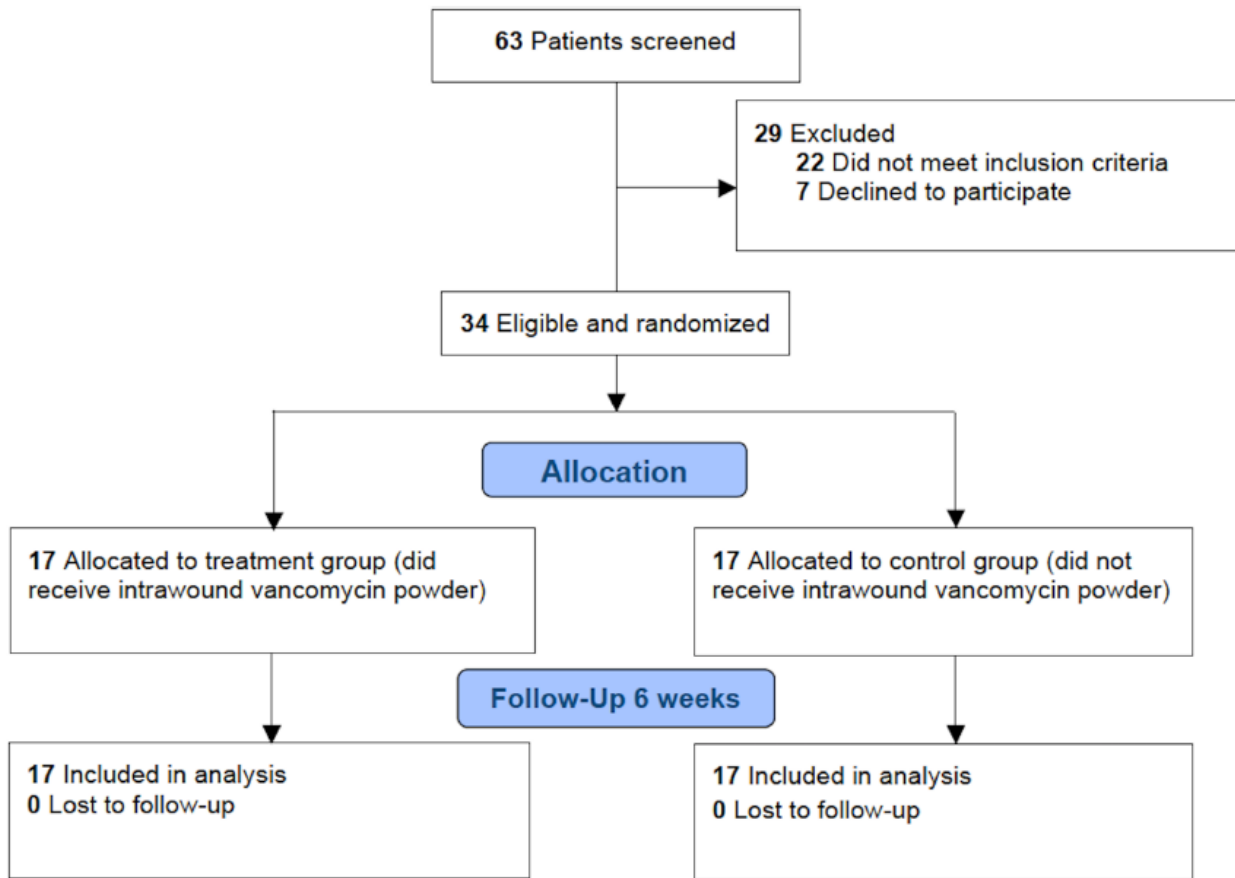 63 Patients screened
29 Excluded
22 Did not meet inclusion criteria
7 Declined to participate
34 Eligible and randomized
Allocation
17 Allocated to treatment group (did
receive intrawound vancomycin powder)
17 Allocated to control group (did not
receive intrawound vancomycin powder)
Follow-Up 6 weeks
17 Included in analysis
0 Lost to follow-up
17 Included in analysis
0 Lost to follow-up